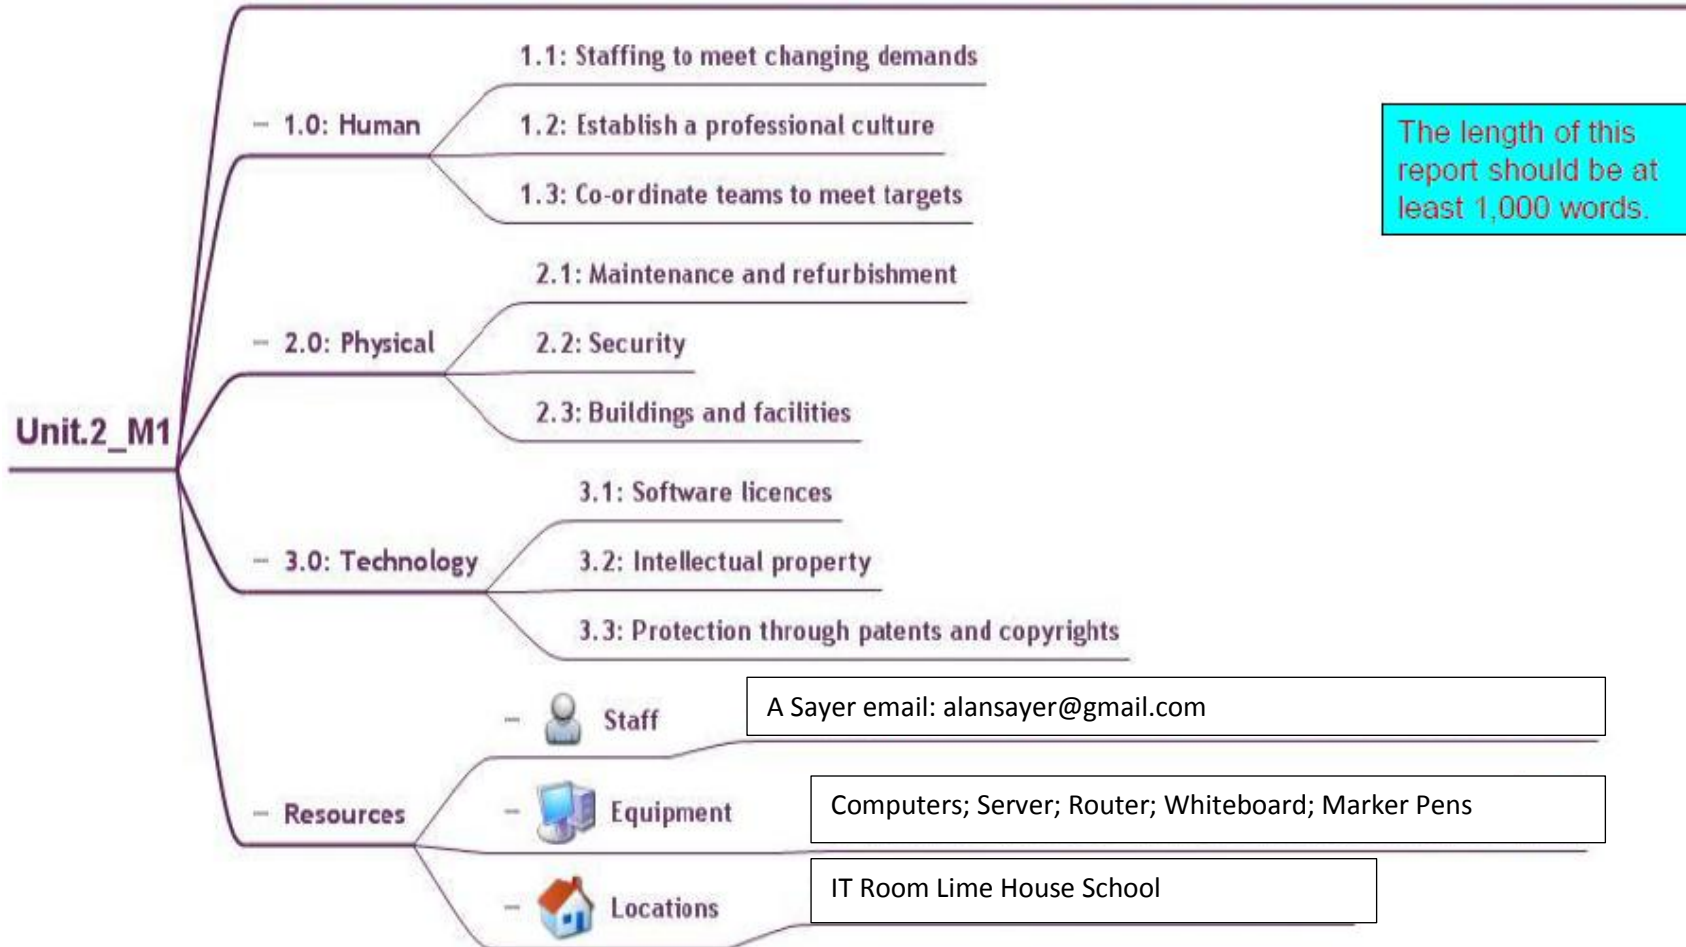 1.1: Staffing to meet changing demands
1.0: Human
1.2: Establish a professional culture
1.3: Co-ordinate teams to meet targets
The length of this
report should be at
least 1,000 words.
2.1: Maintenance and refurbishment
2.0: Physical
2.2: Security
2.3: Buildings and facilities
Unit.2_M1
3.1: Software licences
3.0: Technology
3.2: Intellectual property
3.3: Protection through patents and copyrights
Resources
Staff
A Sayer email: alansayer@gmail.com
Equipment
Computers; Server; Router; Whiteboard; Marker Pens
Locations
IT Room Lime House School